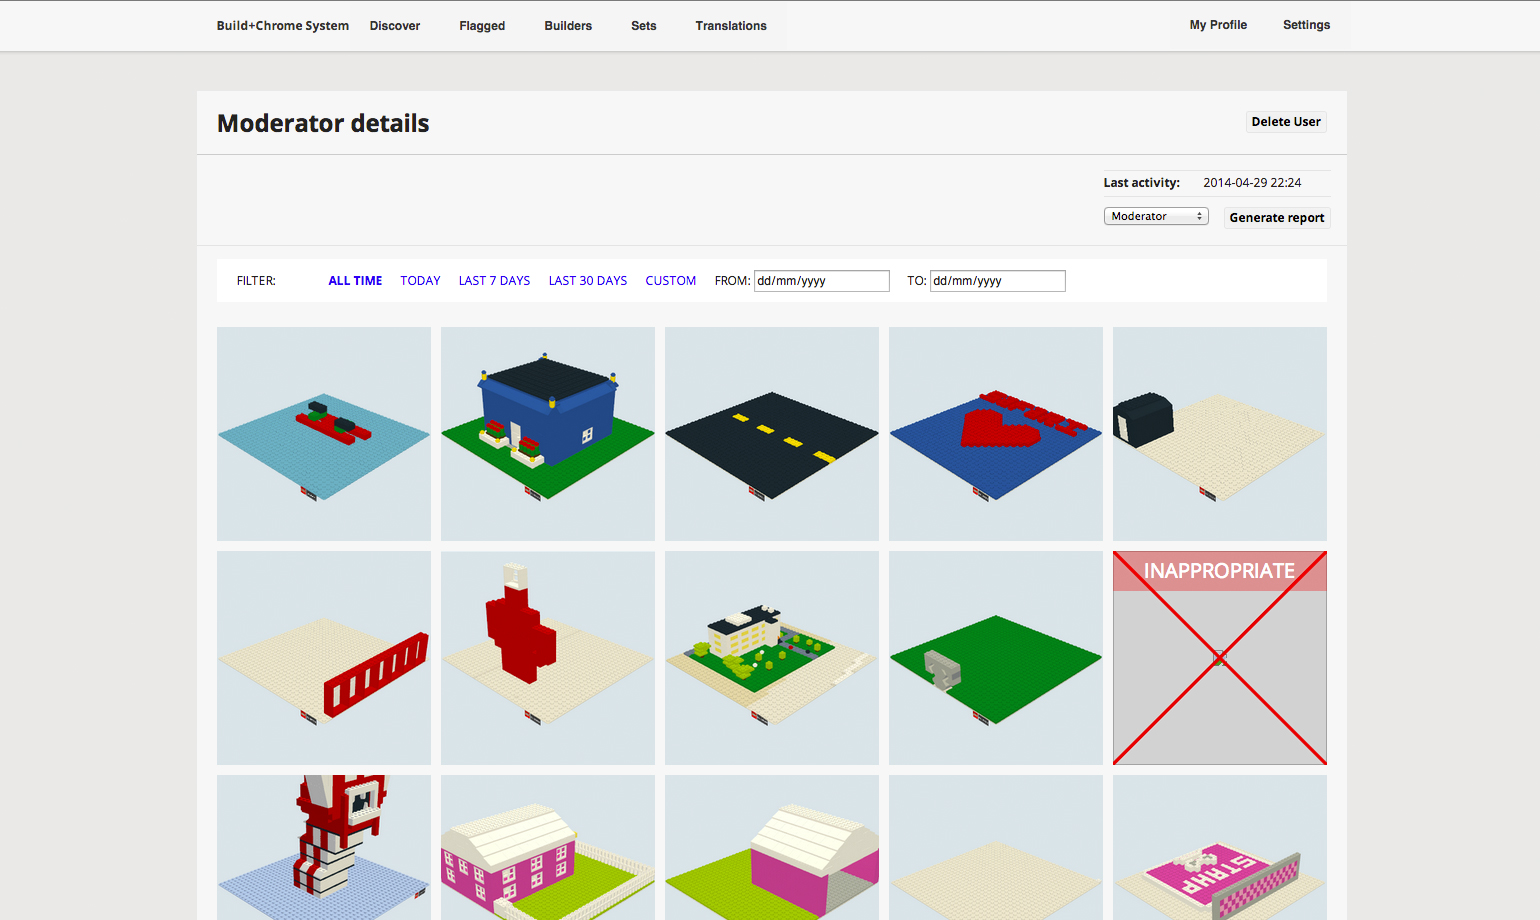 Build+Chrome System Discover Flagged Builders Sets Translations My Profile Settings
Moderator details Delete User
Last activity: 2014-04-29 22:24
Moderator Generate report
FILTER: ALL TIME TODAY LAST 7 DAYS LAST 30 DAYS CUSTOM FROM: dd/mm/yyyy TO: dd/mm/yyyy
INAPPROPRIATE
STAMP